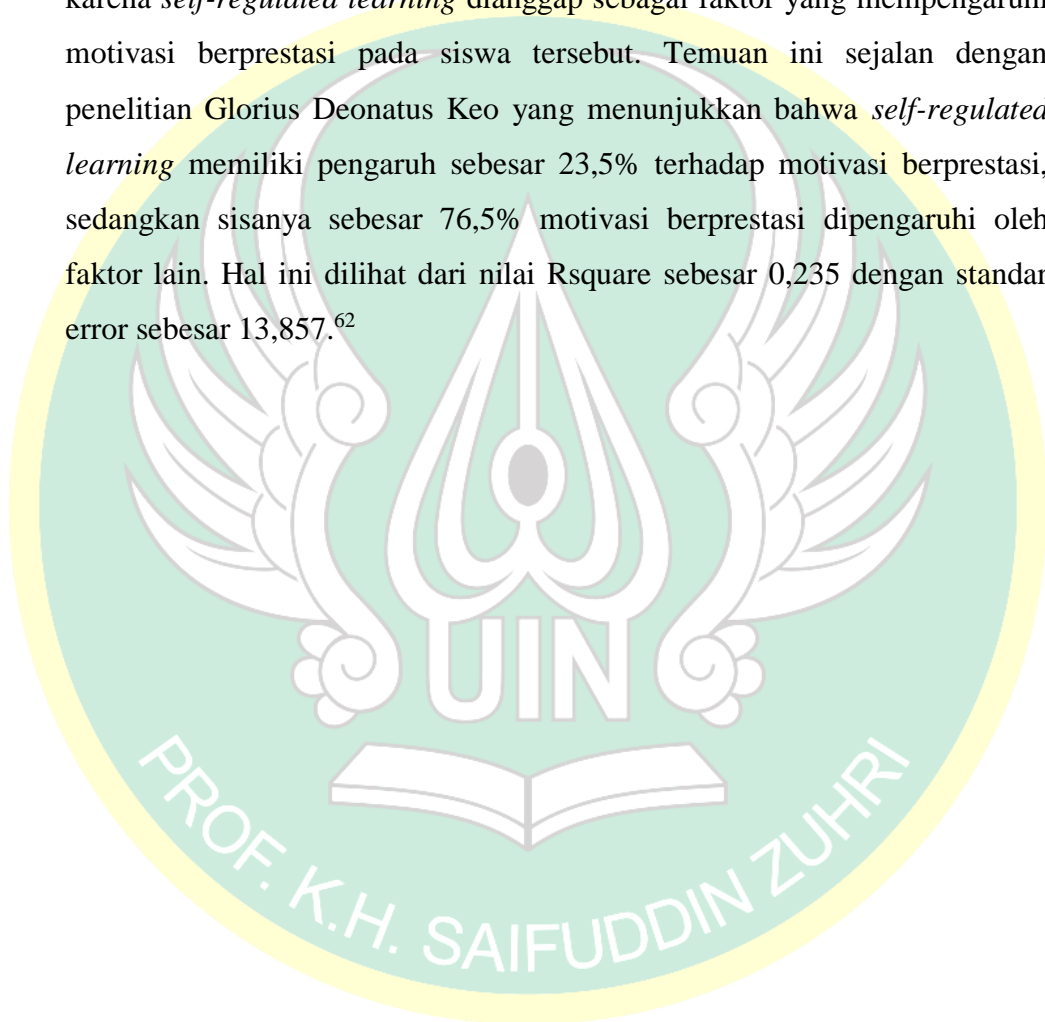 karena self-regulated learning dianggap sebagai faktor yang mempengaruhi
motivasi berprestasi pada siswa tersebut. Temuan ini sejalan dengan
penelitian Glorius Deonatus Keo yang menunjukkan bahwa self-regulated
learning memiliki pengaruh sebesar 23,5% terhadap motivasi berprestasi,
sedangkan sisanya sebesar 76,5% motivasi berprestasi dipengaruhi oleh
faktor lain. Hal ini dilihat dari nilai Rsquare sebesar 0,235 dengan standar
error sebesar 13,857.62
UIN
PROF. K.H. SAIFUDDIN ZUHRI